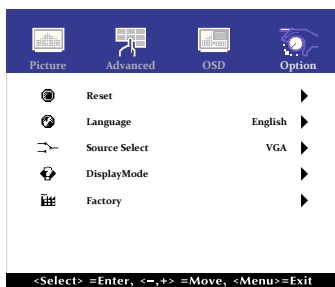 Picture Advanced OSD Option
Reset
Language English
Source Select VGA
DisplayMode
Factory
<Select> =Enter, <–,+> =Move, <Menu>=Exit